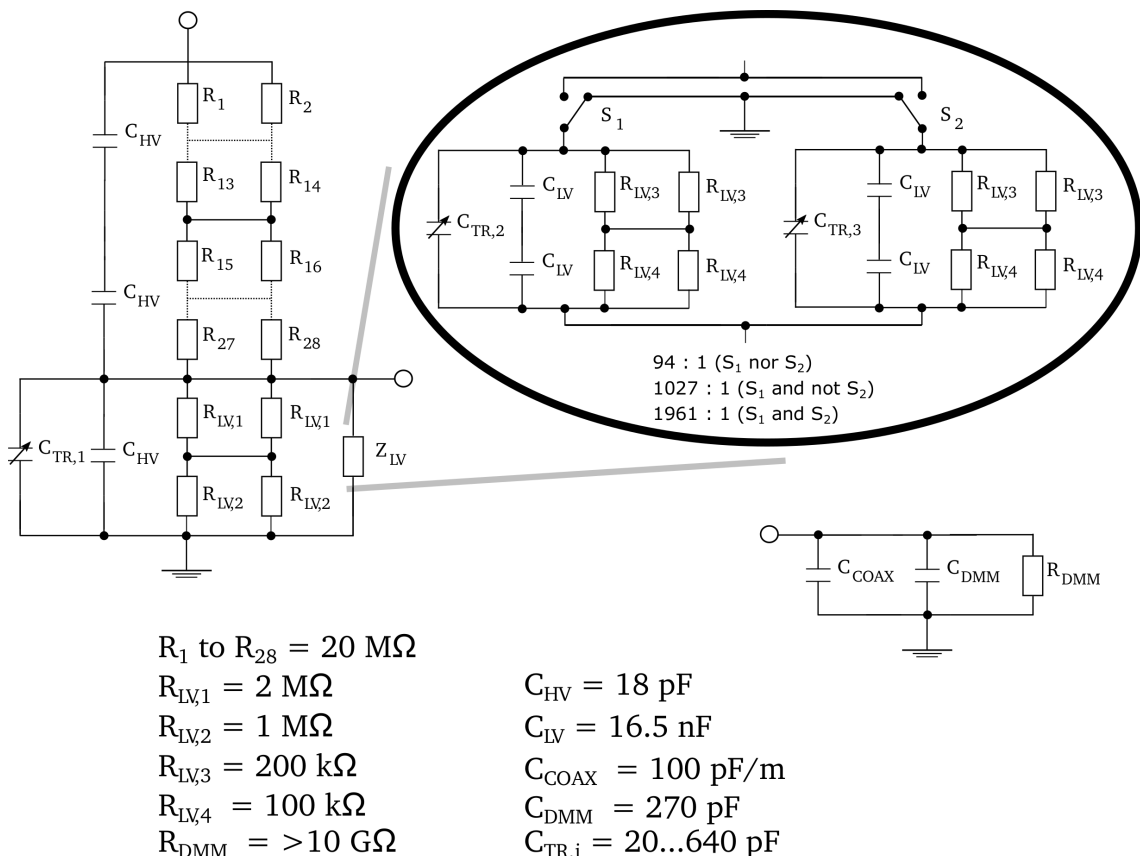 R1 R2
CHV
R13 R14
R15 R16
CHV
R27 R28
RLV,1 RLV,1
CTR,1 CHV ZLV
RLV,2 RLV,2
S1 S2
CLV RLV,3 RLV,3 CLV RLV,3 RLV,3
CTR,2 CTR,3
CLV RLV,4 RLV,4 CLV RLV,4 RLV,4
94 : 1 (S1 nor S2)
1027 : 1 (S1 and not S2)
1961 : 1 (S1 and S2)
CCOAX CDMM RDMM
R1 to R28 = 20 MΩ
RLV,1 = 2 MΩ
RLV,2 = 1 MΩ
RLV,3 = 200 kΩ
RLV,4 = 100 kΩ
RDMM = >10 GΩ
CHV = 18 pF
CLV = 16.5 nF
CCOAX = 100 pF/m
CDMM = 270 pF
CTR,i = 20...640 pF